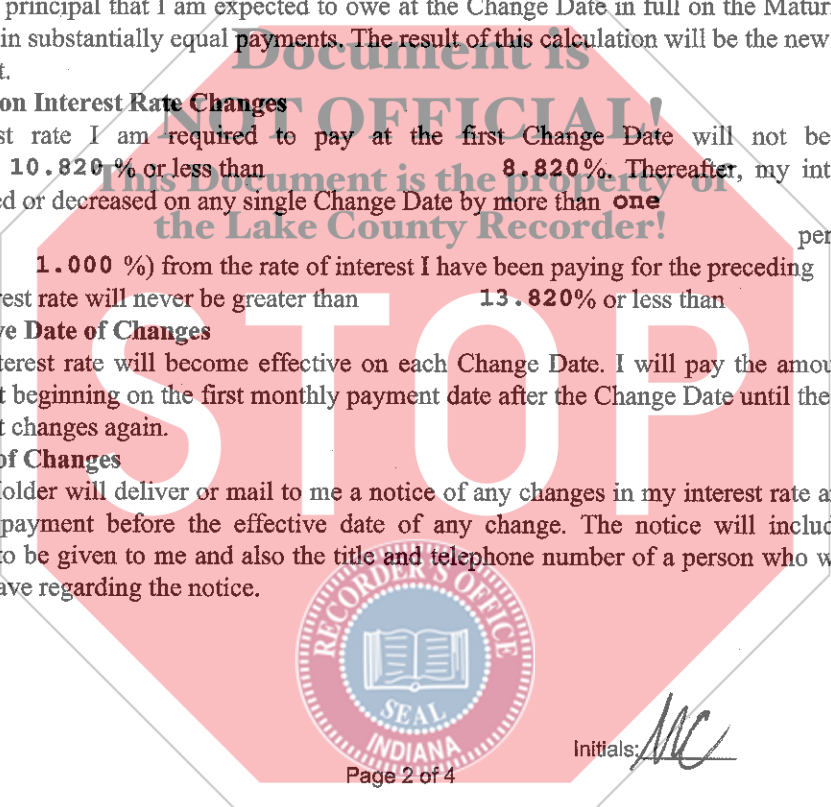 principal that I am expected to owe at the Change Date in full on the Matur
in substantially equal payments. The result of this calculation will be the new
t.
Document is
on Interest Rate Changes
NOT OFFICIAL!
st rate I am required to pay at the first Change Date will not be
10.820 % or less than 8.820%. Thereafter, my int
This Document is the property of
ed or decreased on any single Change Date by more than one
the Lake County Recorder!
per
1.000 %) from the rate of interest I have been paying for the preceding
rest rate will never be greater than 13.820% or less than
ve Date of Changes
terest rate will become effective on each Change Date. I will pay the amou
t beginning on the first monthly payment date after the Change Date until the
t changes again.
STOP
of Changes
older will deliver or mail to me a notice of any changes in my interest rate a
payment before the effective date of any change. The notice will includ
to be given to me and also the title and telephone number of a person who w
ave regarding the notice.
RECORDER'S OFFICE
SEAL
INDIANA
Initials: MC
Page 2 of 4